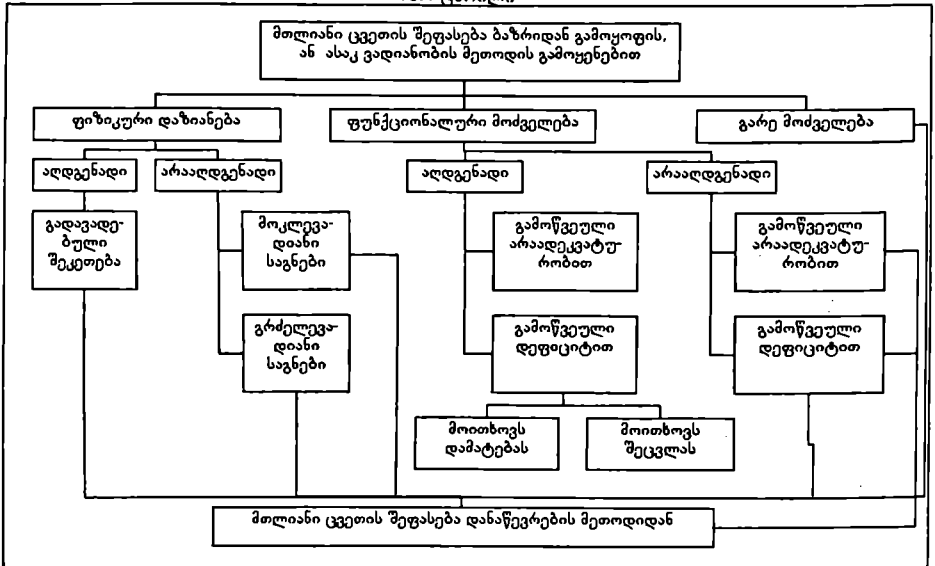 მთლიანი ცვეთის შეფასება ბაზრიდან გამოყოფის,
ან ასაკ ვადიანობის მეთოდის გამოყენებით
ფიზიკური დაზიანება
ფუნქციონალური მოძველება
გარე მოძველება
აღდგენადი
არააღდგენადი
აღდგენადი
არააღდგენადი
გადავადე-
ბული
შეკეთება
მოკლევა-
დიანი
საგნები
გამოწვეული
არაადეკვატუ-
რობით
გამოწვეული
არაადეკვატუ-
რობით
გრძელევა-
დიანი
საგნები
გამოწვეული
დეფიციტით
გამოწვეული
დეფიციტით
მოითხოვს
დამატებას
მოითხოვს
შეცვლას
მთლიანი ცვეთის შეფასება დანაწევრების მეთოდიდან